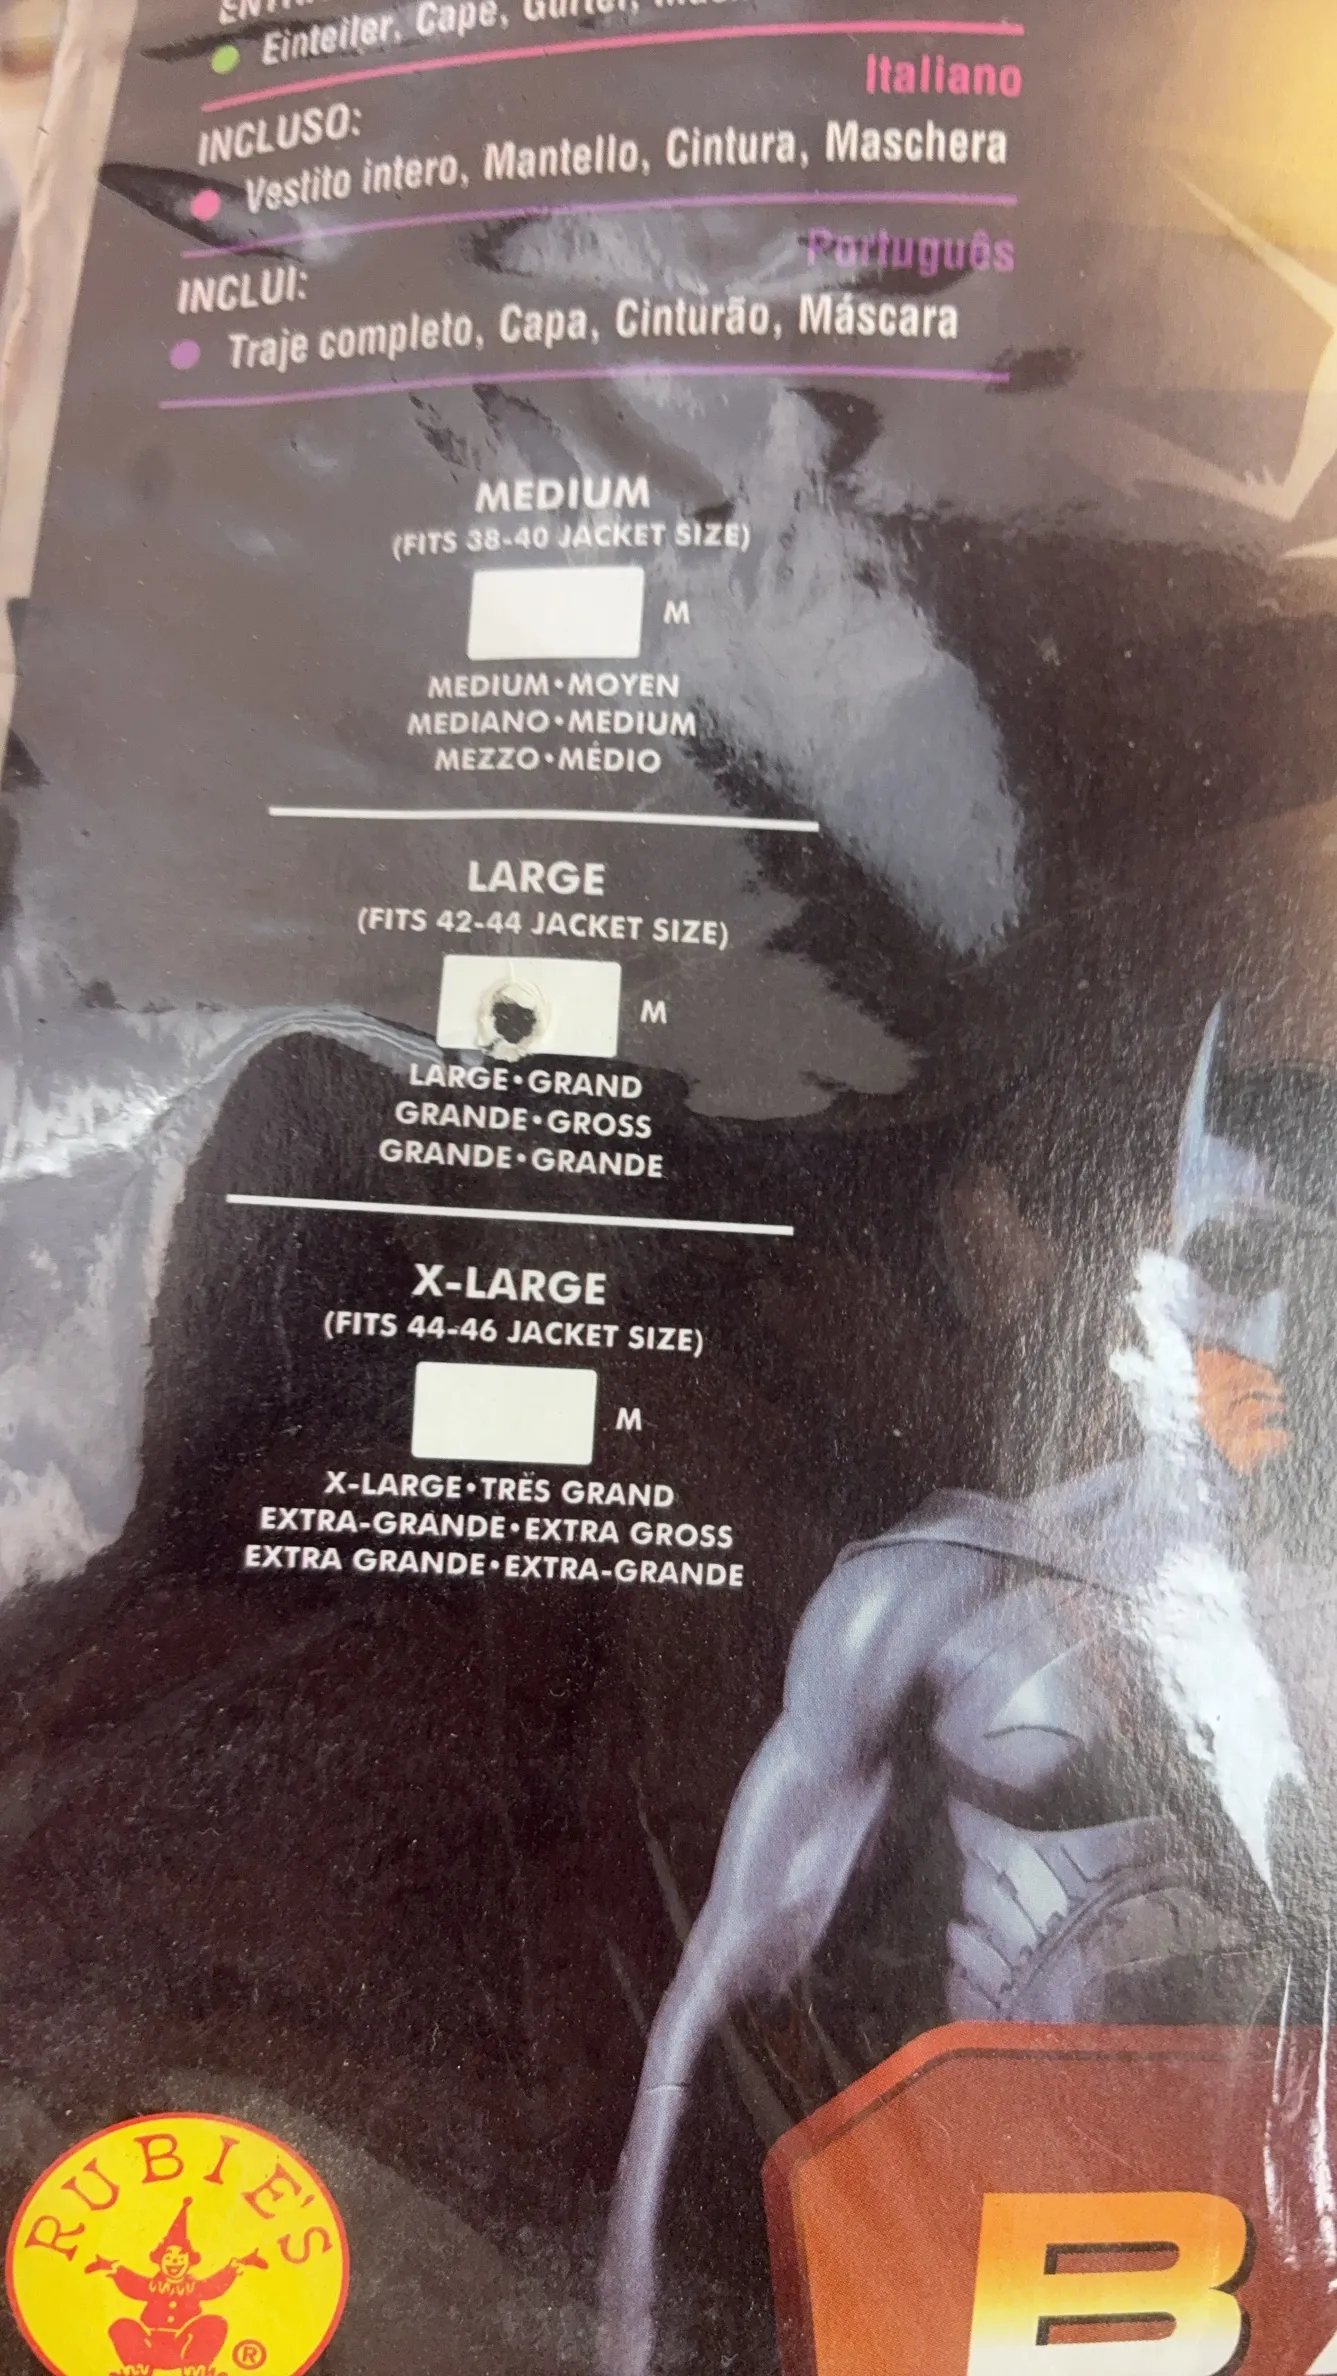 Einteiler, Cape, Gürtel,
Italiano
INCLUSO:
Vestito intero, Mantello, Cintura, Maschera
Português
INCLUI:
Traje completo, Capa, Cinturão, Máscara
MEDIUM
(FITS 38-40 JACKET SIZE)
M
MEDIUM•MOYEN
MEDIANO•MEDIUM
MEZZO•MÉDIO
LARGE
(FITS 42-44 JACKET SIZE)
M
LARGE•GRAND
GRANDE•GROSS
GRANDE•GRANDE
X-LARGE
(FITS 44-46 JACKET SIZE)
M
X-LARGE•TRÈS GRAND
EXTRA-GRANDE•EXTRA GROSS
EXTRA GRANDE•EXTRA-GRANDE
RUBIE'S
®
B